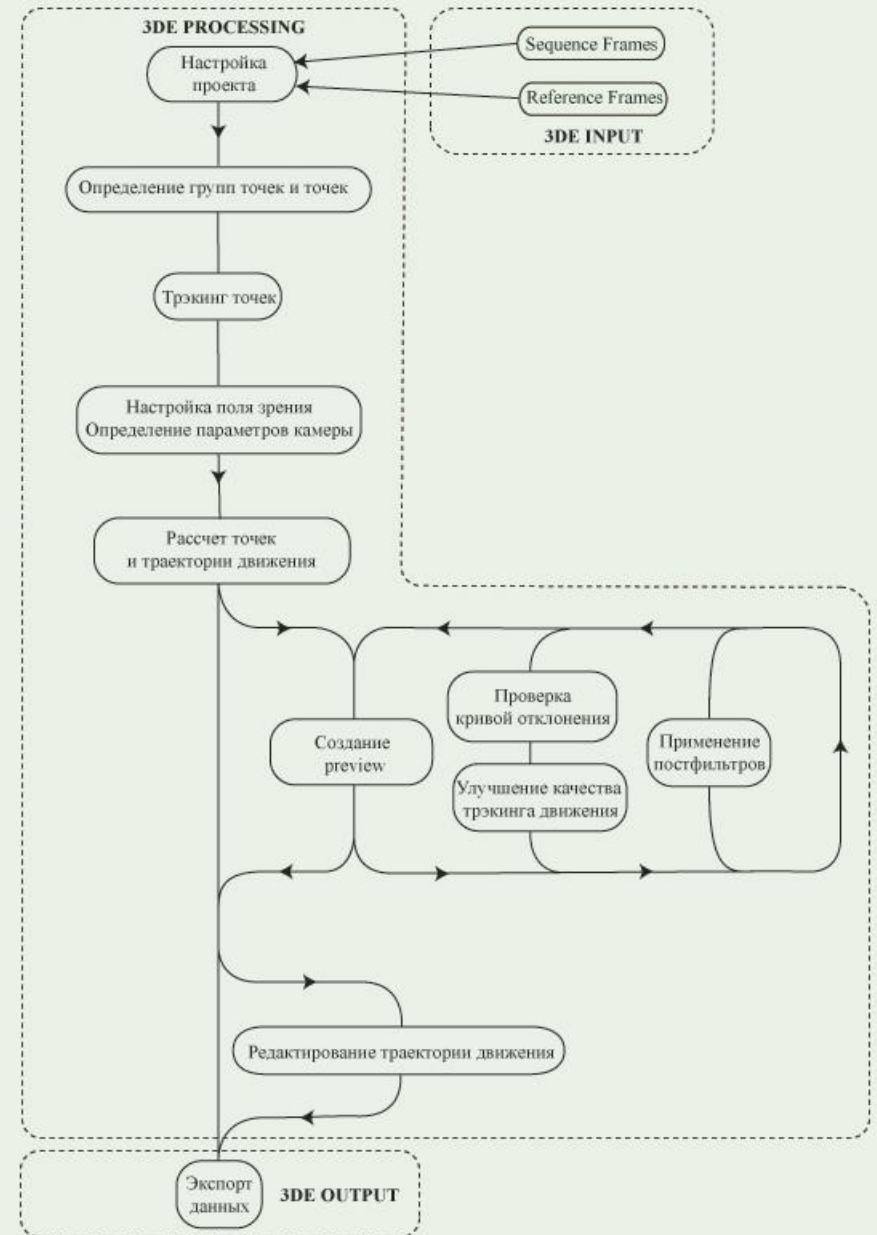 3DE PROCESSING
Настройка
проекта
Sequence Frames
Reference Frames
3DE INPUT
Определение групп точек и точек
Трэкинг точек
Настройка поля зрения
Определение параметров камеры
Рассчет точек
и траектории движения
Создание
preview
Проверка
кривой отклонения
Улучшение качества
трэкинга движения
Применение
постфильтров
Редактирование траектории движения
Экспорт
данных
3DE OUTPUT